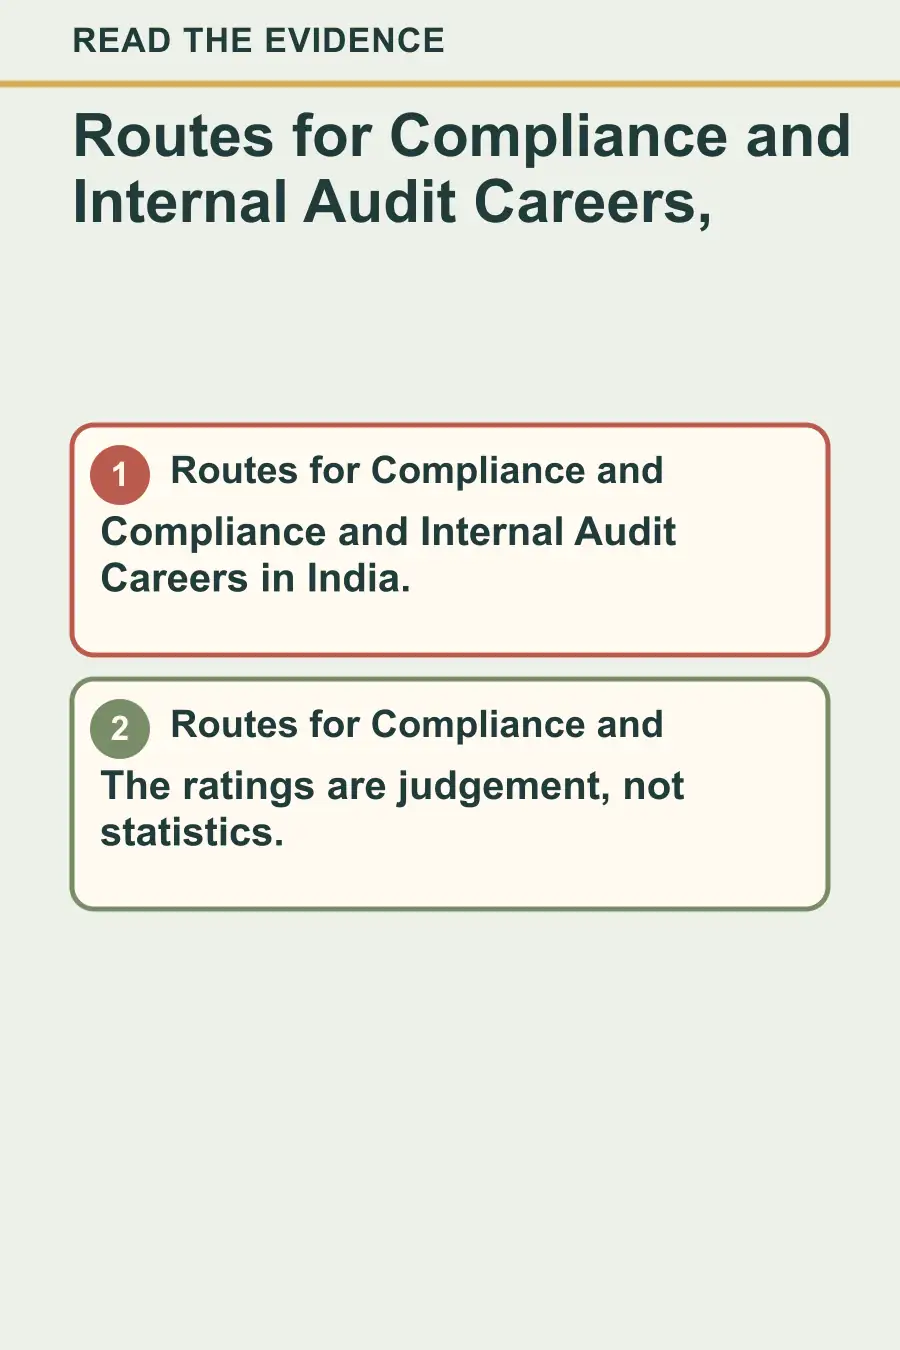 READ THE EVIDENCE
Routes for Compliance and
Internal Audit Careers,
1
Routes for Compliance and
Compliance and Internal Audit
Careers in India.
2
Routes for Compliance and
The ratings are judgement, not
statistics.